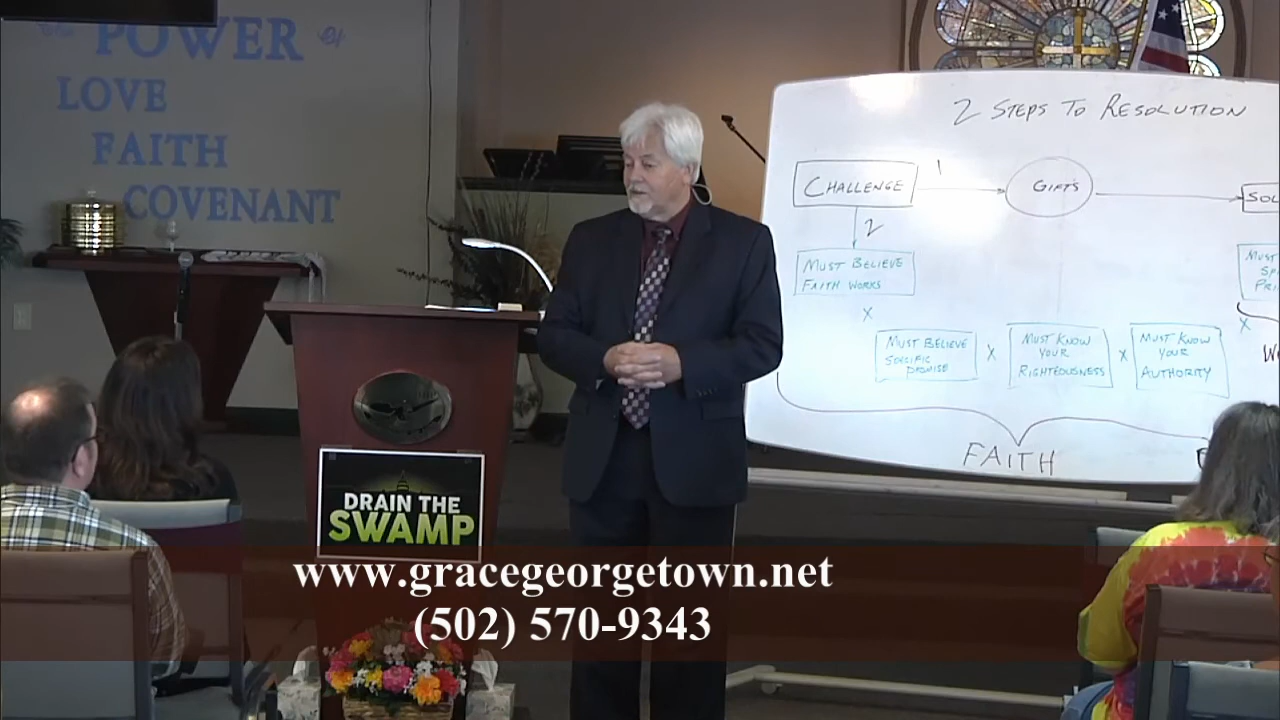 POWER of
LOVE
FAITH
COVENANT
2 STEPS TO RESOLUTION
CHALLENGE
1
GIFTS
2
MUST BELIEVE
FAITH WORKS
X
MUST BELIEVE
SPECIFIC
PROMISE
X
MUST KNOW
YOUR
RIGHTEOUSNESS
X
MUST KNOW
YOUR
AUTHORITY
X
MUST
FAITH
DRAIN THE
SWAMP
www.gracegeorgetown.net
(502) 570-9343